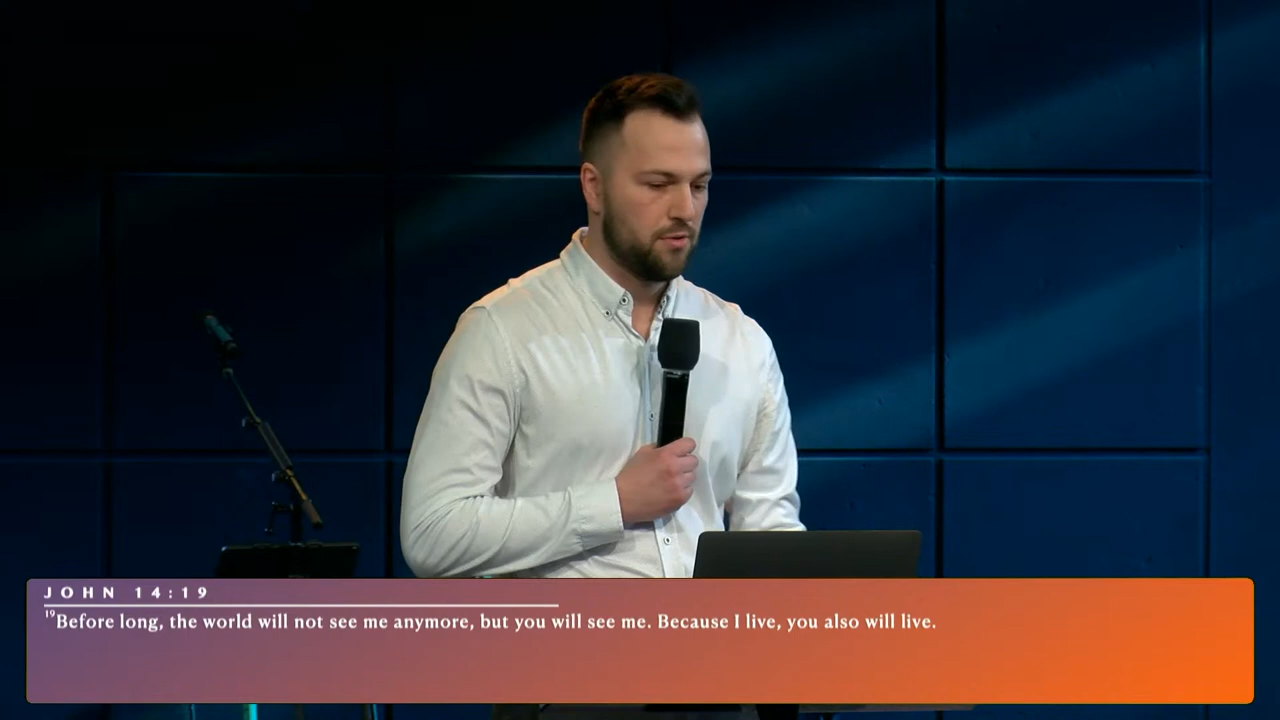 JOHN 14:19
¹⁹Before long, the world will not see me anymore, but you will see me. Because I live, you also will live.